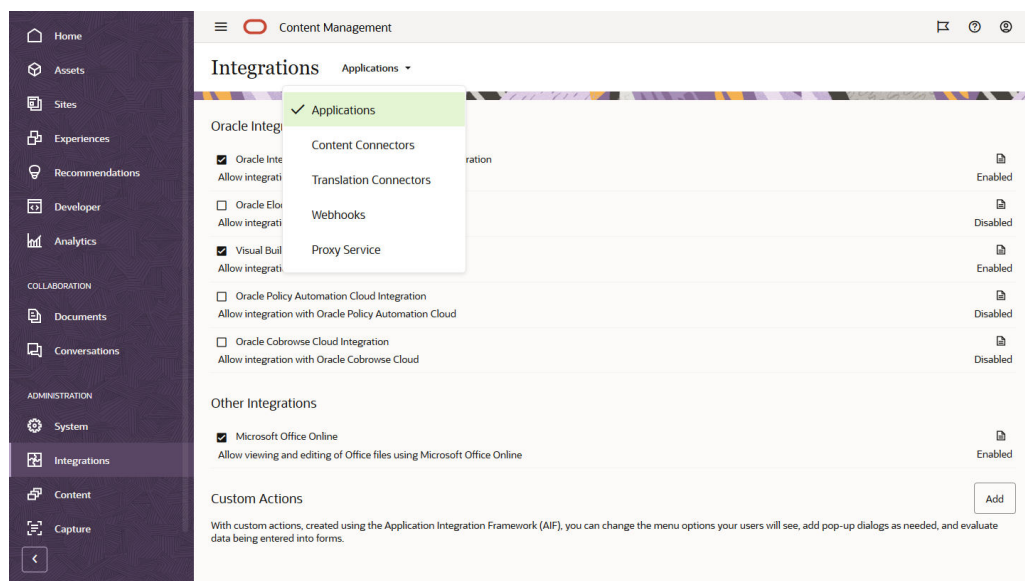 Home
Assets
Sites
Experiences
Recommendations
Developer
Analytics
COLLABORATION
Documents
Conversations
ADMINISTRATION
System
Integrations
Content
Capture
Content Management
Integrations Applications
Applications
Content Connectors
Translation Connectors
Webhooks
Proxy Service
Oracle Integ
Oracle Inte ration
Allow integrati Enabled
Oracle Elo
Allow integrati Disabled
Visual Buil
Allow integrati Enabled
Oracle Policy Automation Cloud Integration
Allow integration with Oracle Policy Automation Cloud Disabled
Oracle Cobrowse Cloud Integration
Allow integration with Oracle Cobrowse Cloud Disabled
Other Integrations
Microsoft Office Online
Allow viewing and editing of Office files using Microsoft Office Online Enabled
Custom Actions Add
With custom actions, created using the Application Integration Framework (AIF), you can change the menu options your users will see, add pop-up dialogs as needed, and evaluate
data being entered into forms.